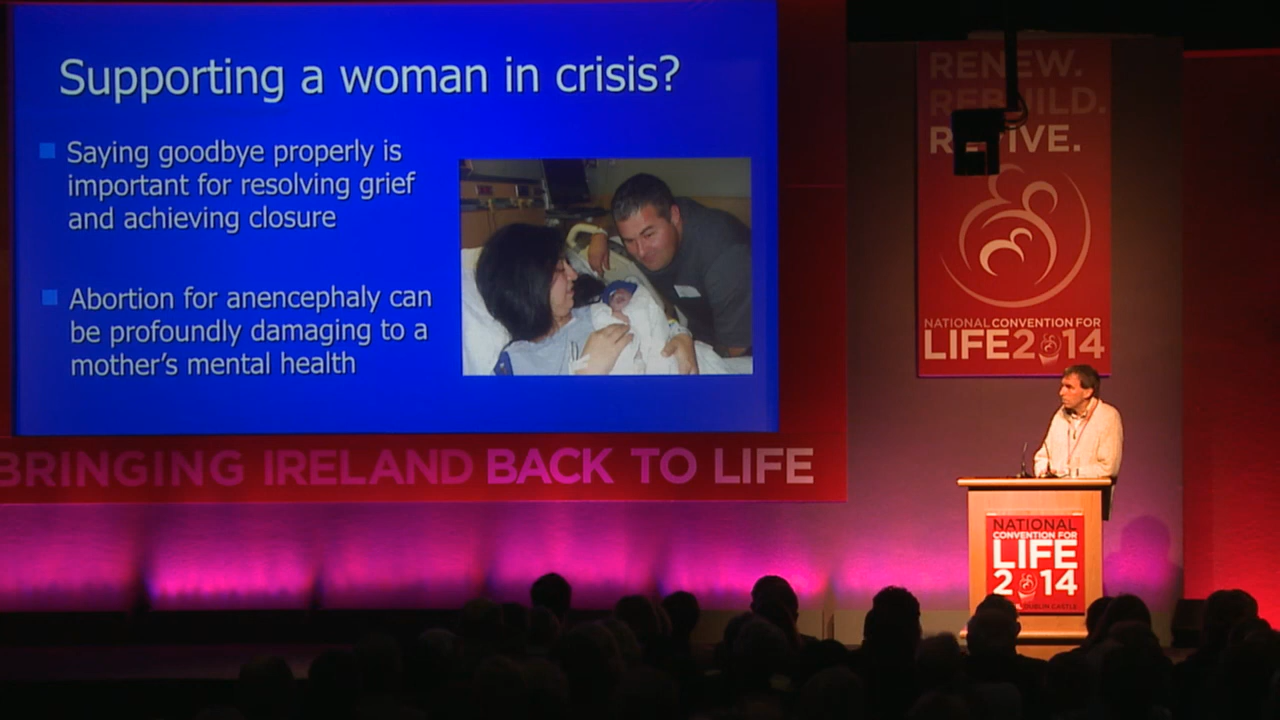 Supporting a woman in crisis?
Saying goodbye properly is
important for resolving grief
and achieving closure
Abortion for anencephaly can
be profoundly damaging to a
mother's mental health
BRINGING IRELAND BACK TO LIFE
RENEW.
REBUILD.
REVIVE.
NATIONAL CONVENTION FOR
LIFE2014
NATIONAL
CONVENTION FOR
LIFE
2014
DUBLIN CASTLE